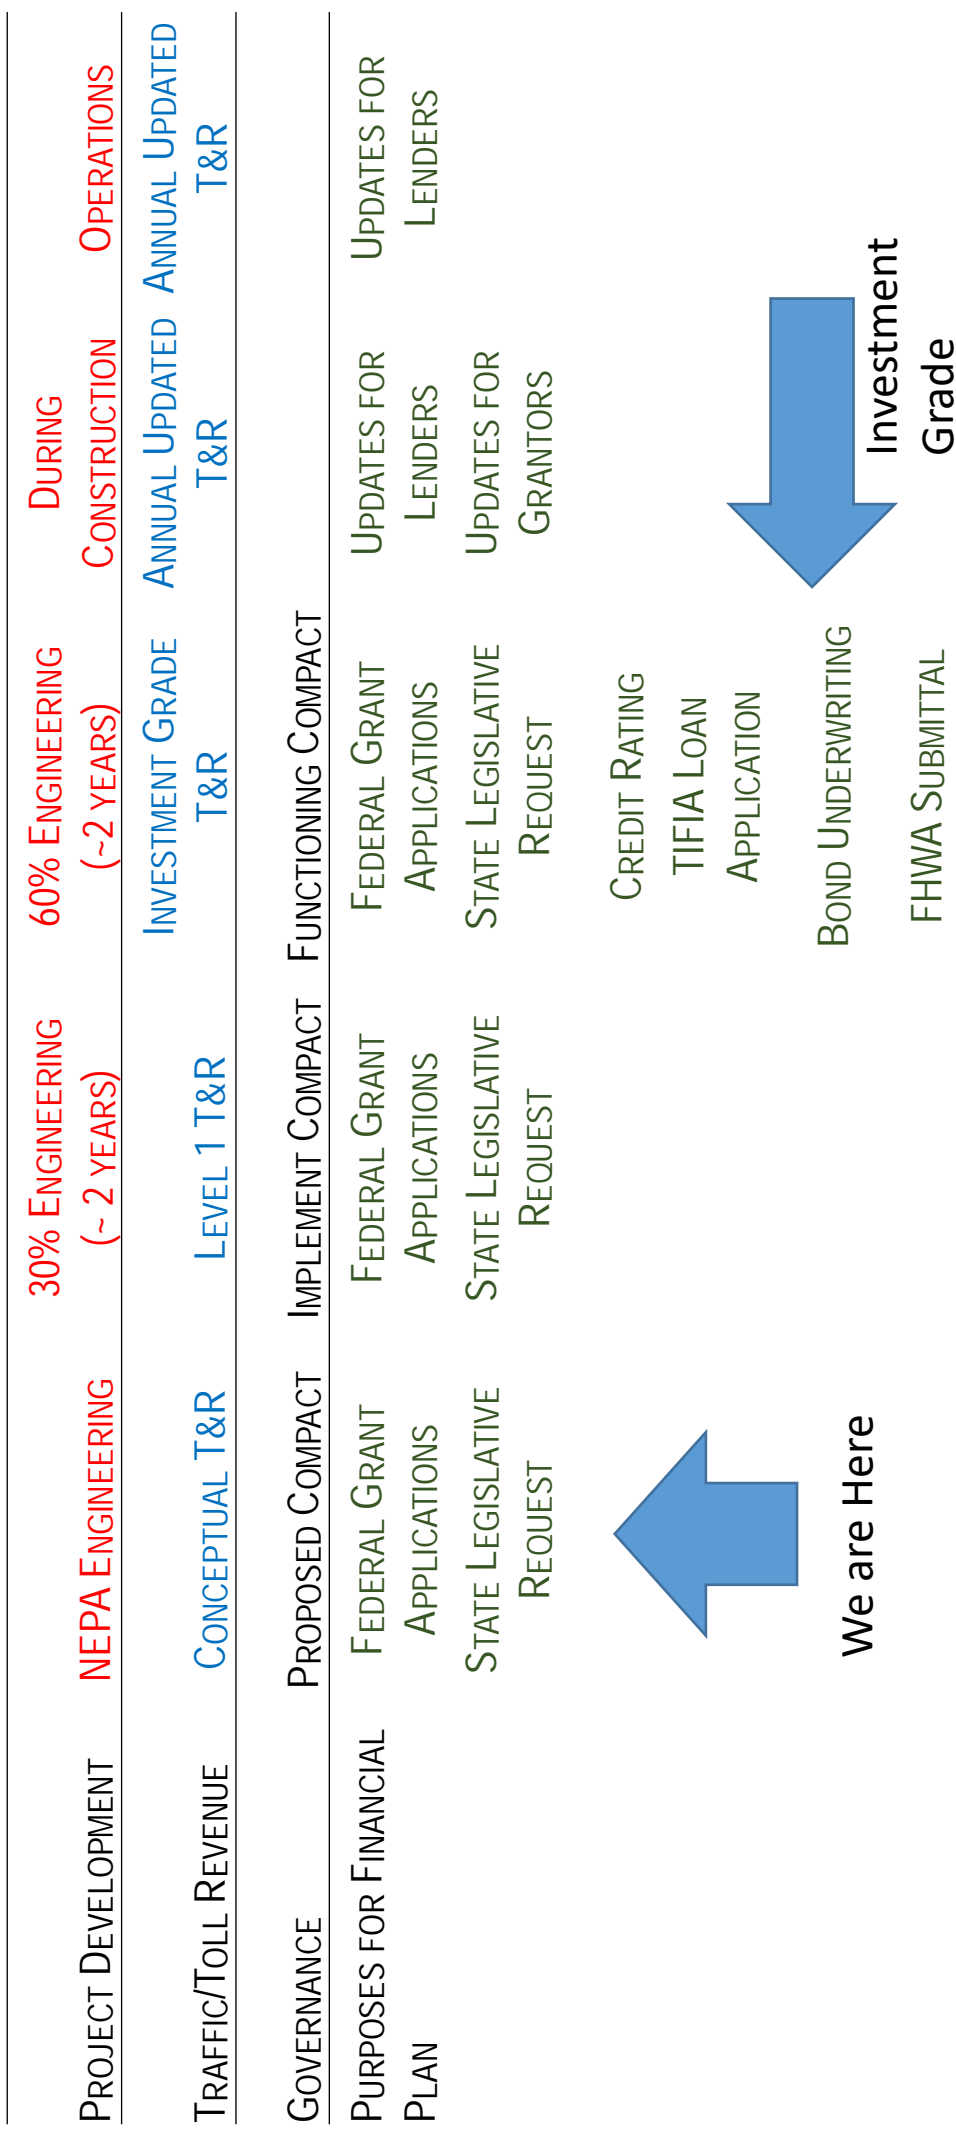 PROJECT DEVELOPMENT
NEPA ENGINEERING
30% ENGINEERING
(~ 2 YEARS)
60% ENGINEERING
(~2 YEARS)
DURING
CONSTRUCTION
OPERATIONS
TRAFFIC/TOLL REVENUE
CONCEPTUAL T&R
LEVEL 1 T&R
INVESTMENT GRADE
T&R
ANNUAL UPDATED
T&R
ANNUAL UPDATED
T&R
GOVERNANCE
PROPOSED COMPACT
IMPLEMENT COMPACT
FUNCTIONING COMPACT
PURPOSES FOR FINANCIAL
PLAN
FEDERAL GRANT
APPLICATIONS
STATE LEGISLATIVE
REQUEST
FEDERAL GRANT
APPLICATIONS
STATE LEGISLATIVE
REQUEST
FEDERAL GRANT
APPLICATIONS
STATE LEGISLATIVE
REQUEST
CREDIT RATING
TIFIA LOAN
APPLICATION
BOND UNDERWRITING
FHWA SUBMITTAL
UPDATES FOR
LENDERS
UPDATES FOR
GRANTORS
UPDATES FOR
LENDERS
We are Here
Investment
Grade